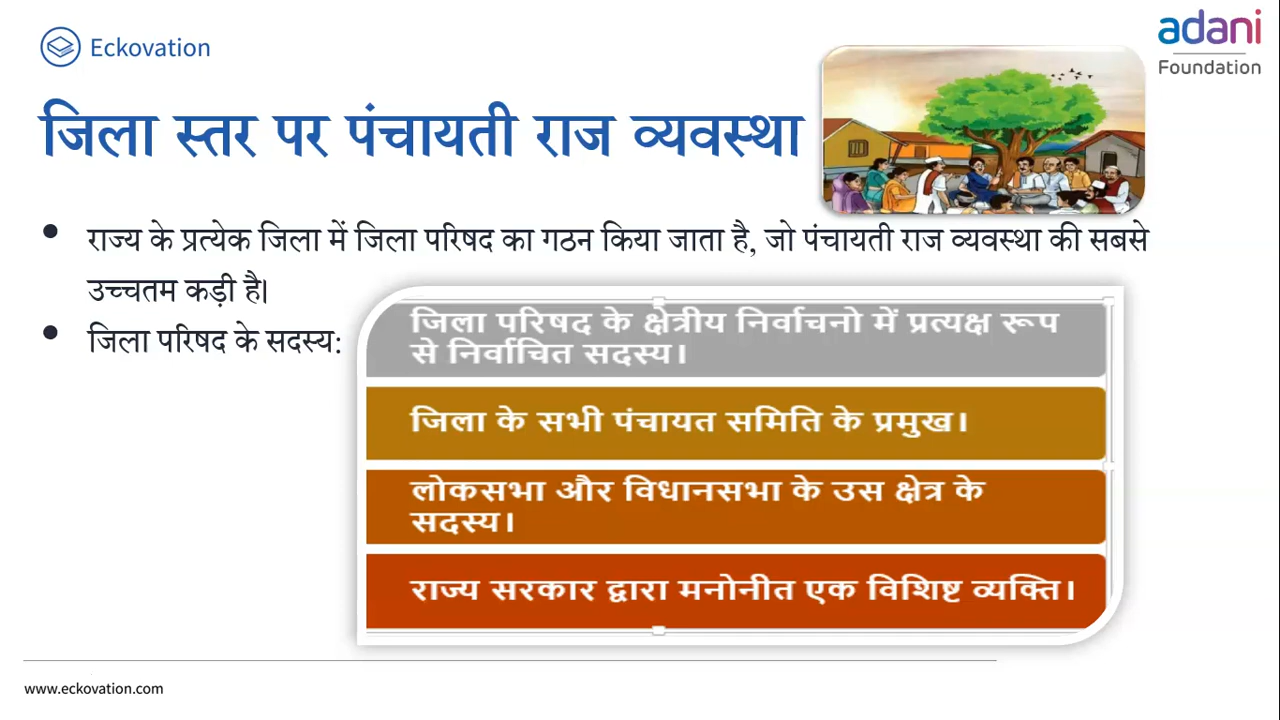 Eckovation
adani
Foundation
जिला स्तर पर पंचायती राज व्यवस्था
• राज्य के प्रत्येक जिला में जिला परिषद का गठन किया जाता है, जो पंचायती राज व्यवस्था की सबसे
उच्चतम कड़ी है।
• जिला परिषद के सदस्य:
जिला परिषद के क्षेत्रीय निर्वाचनो में प्रत्यक्ष रूप
से निर्वाचित सदस्य।
जिला के सभी पंचायत समिति के प्रमुख।
लोकसभा और विधानसभा के उस क्षेत्र के
सदस्य।
राज्य सरकार द्वारा मनोनीत एक विशिष्ट व्यक्ति।
www.eckovation.com